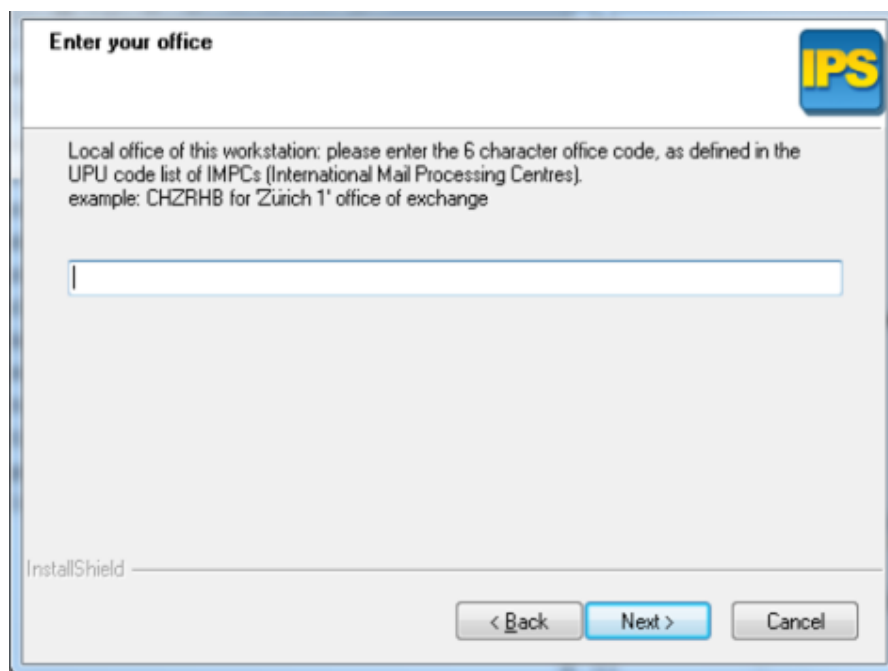 Enter your office
IPS
Local office of this workstation: please enter the 6 character office code, as defined in the
UPU code list of IMPCs (International Mail Processing Centres).
example: CHZRHB for 'Zürich 1' office of exchange
InstallShield
< Back
Next >
Cancel